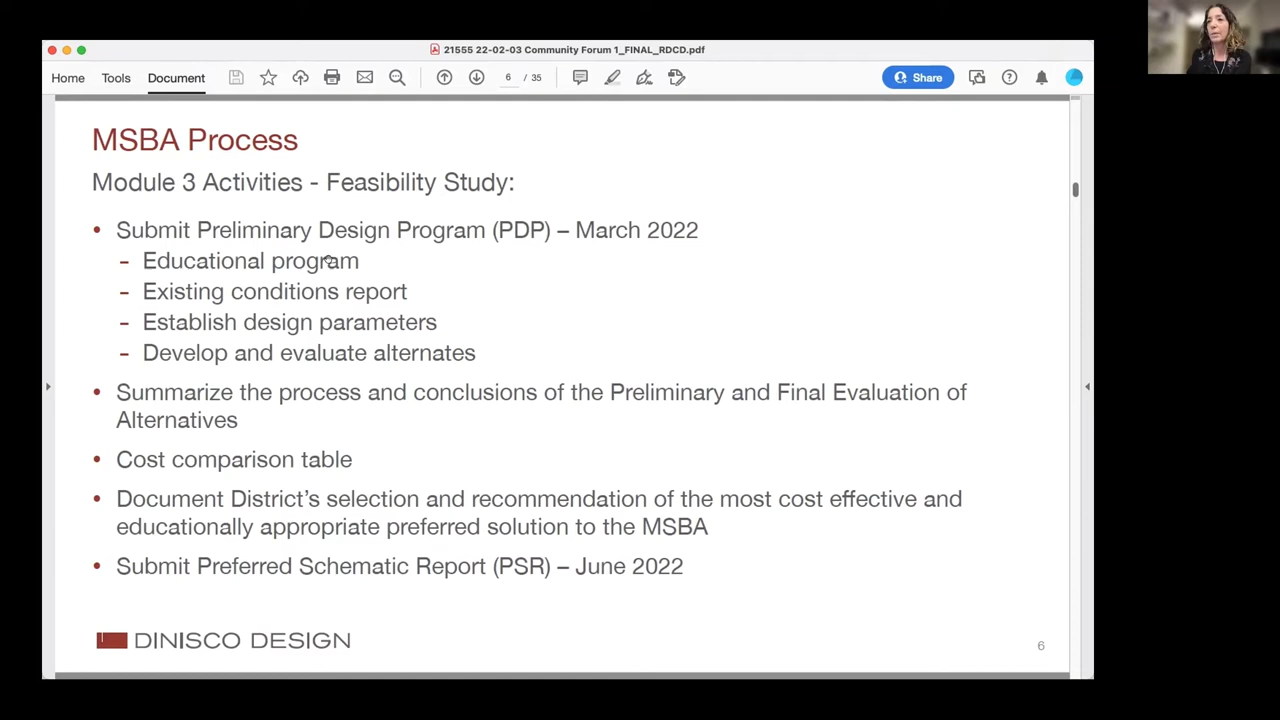 21555 22-02-03 Community Forum 1_FINAL_RDCD.pdf
Home Tools Document 6 / 35 Share
MSBA Process
Module 3 Activities - Feasibility Study:
• Submit Preliminary Design Program (PDP) – March 2022
- Educational program
- Existing conditions report
- Establish design parameters
- Develop and evaluate alternates
• Summarize the process and conclusions of the Preliminary and Final Evaluation of
Alternatives
• Cost comparison table
• Document District's selection and recommendation of the most cost effective and
educationally appropriate preferred solution to the MSBA
• Submit Preferred Schematic Report (PSR) – June 2022
DINISCO DESIGN
6